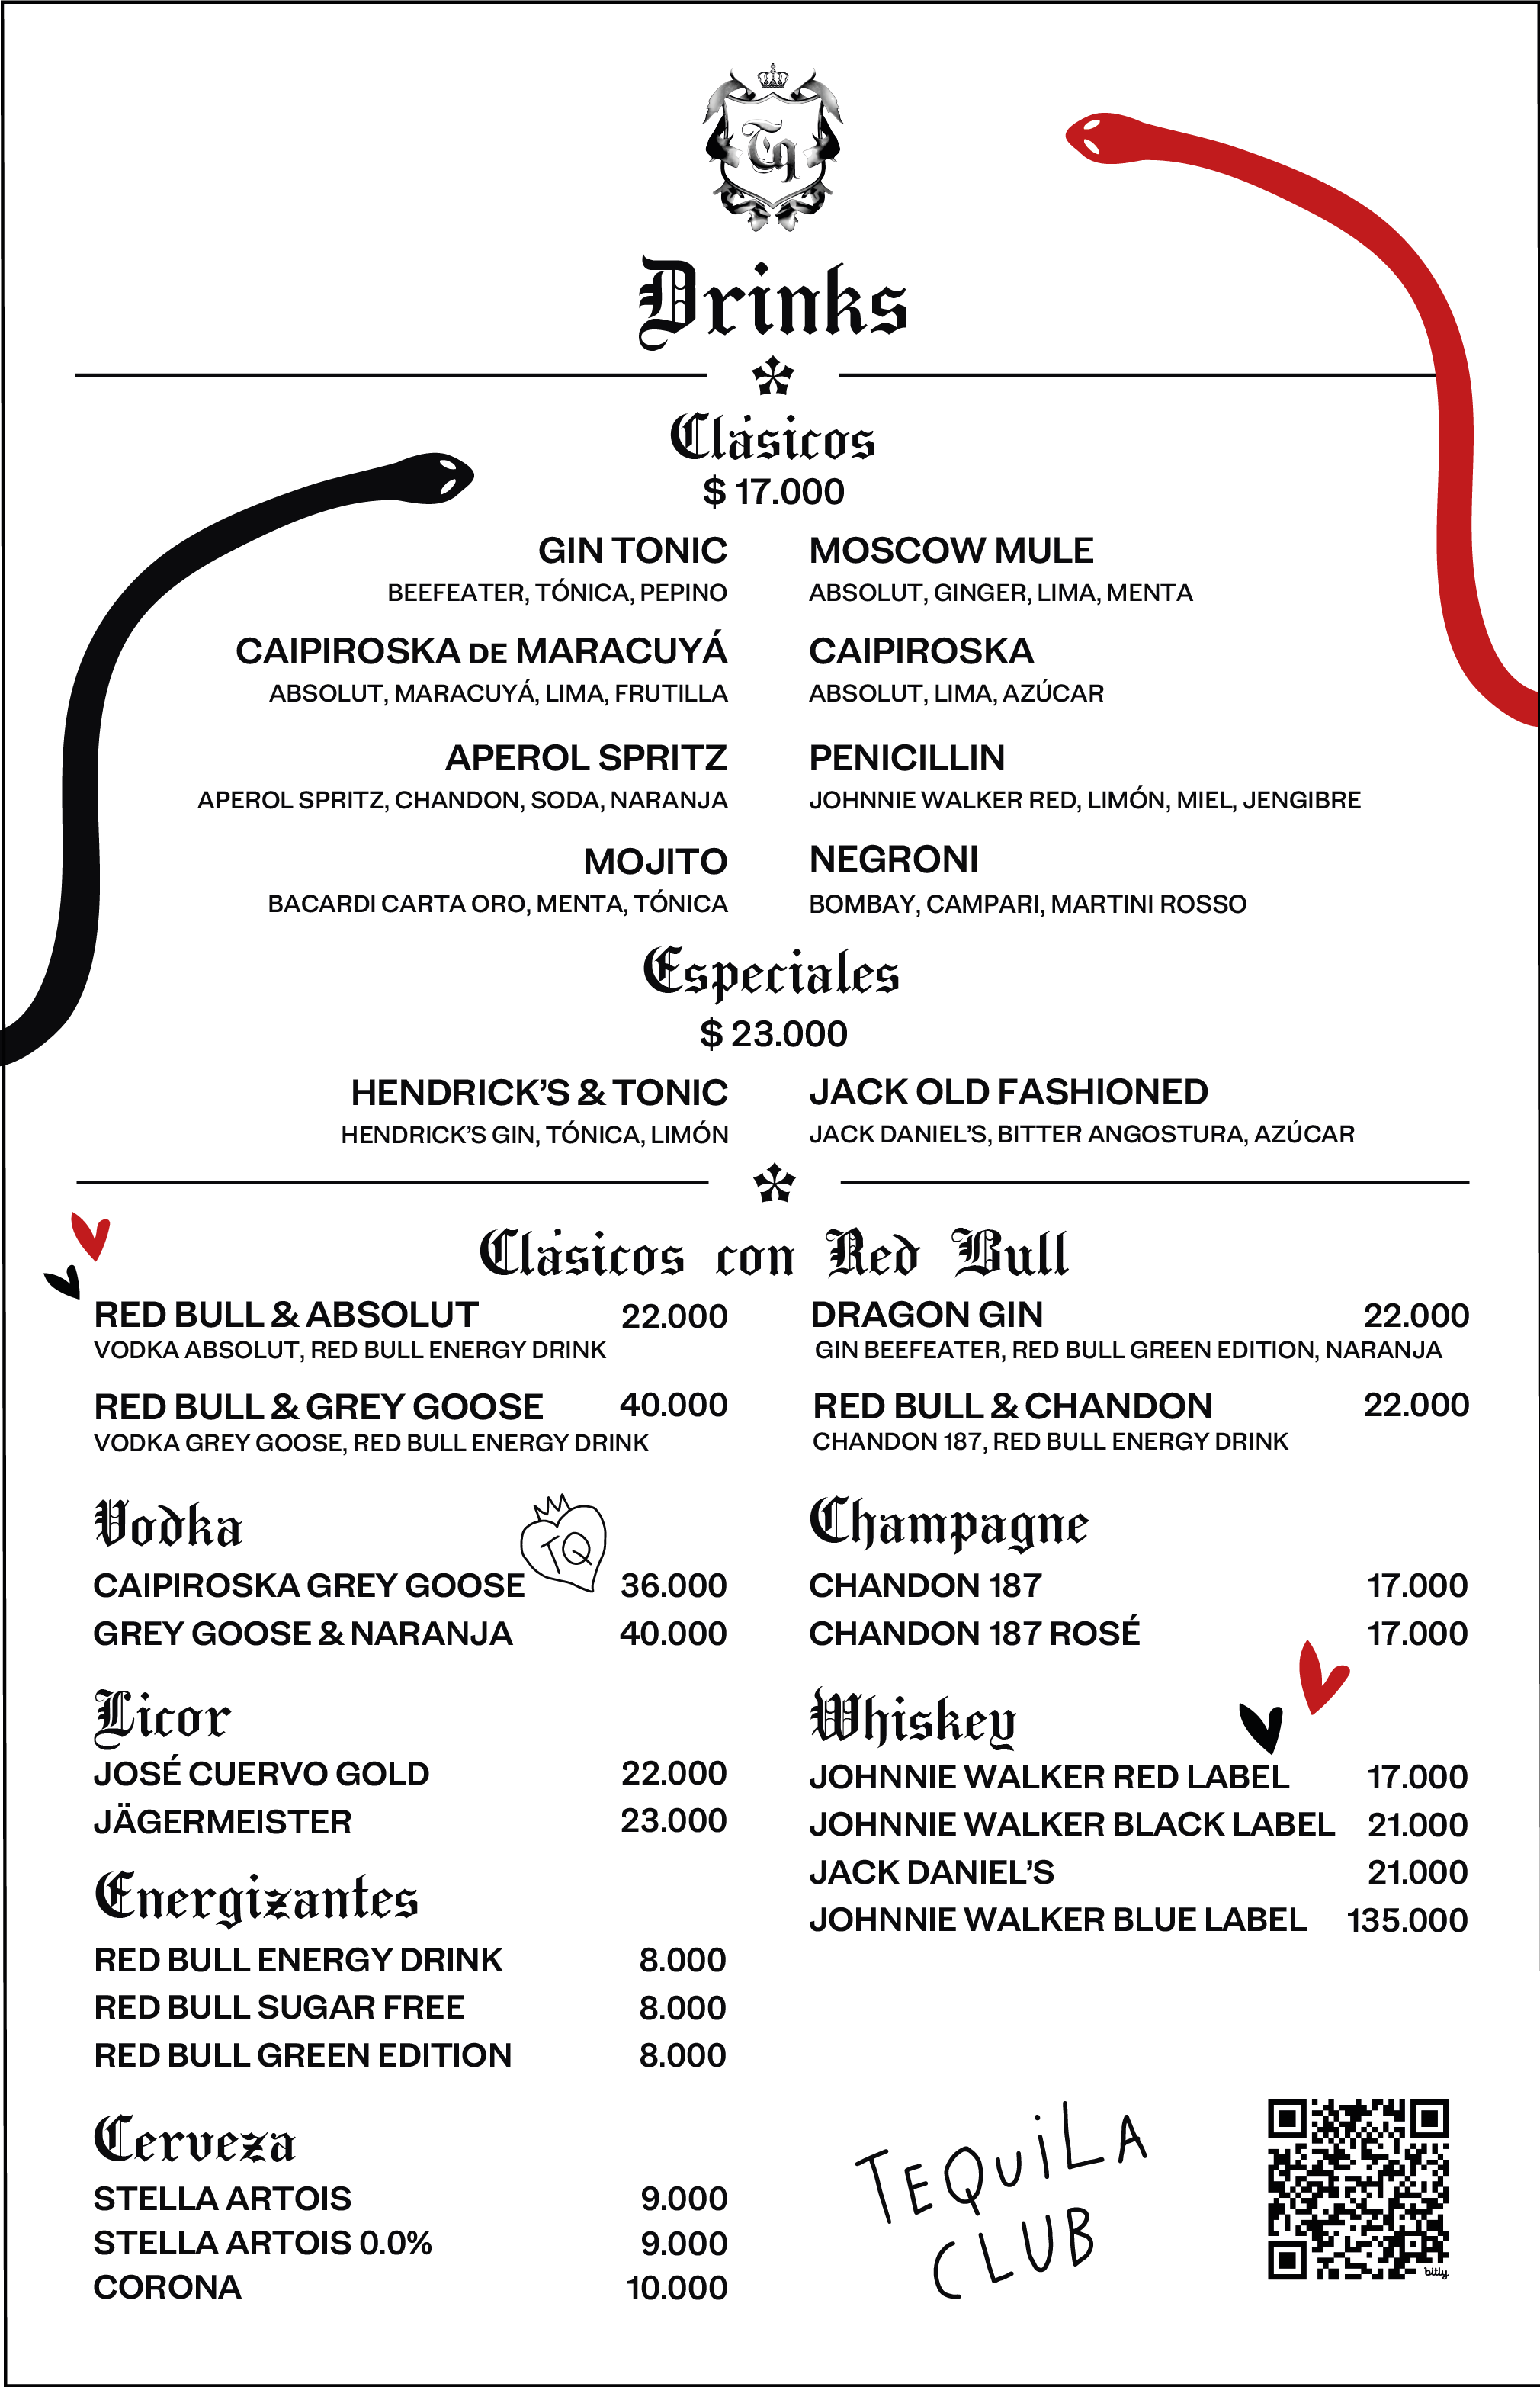 Tq
Drinks
Clásicos
$ 17.000
GIN TONIC
BEEFEATER, TÓNICA, PEPINO
MOSCOW MULE
ABSOLUT, GINGER, LIMA, MENTA
CAIPIROSKA DE MARACUYÁ
ABSOLUT, MARACUYÁ, LIMA, FRUTILLA
CAIPIROSKA
ABSOLUT, LIMA, AZÚCAR
APEROL SPRITZ
APEROL SPRITZ, CHANDON, SODA, NARANJA
PENICILLIN
JOHNNIE WALKER RED, LIMÓN, MIEL, JENGIBRE
MOJITO
BACARDI CARTA ORO, MENTA, TÓNICA
NEGRONI
BOMBAY, CAMPARI, MARTINI ROSSO
Especiales
$ 23.000
HENDRICK’S & TONIC
HENDRICK’S GIN, TÓNICA, LIMÓN
JACK OLD FASHIONED
JACK DANIEL’S, BITTER ANGOSTURA, AZÚCAR
Clásicos con Red Bull
RED BULL & ABSOLUT 22.000
VODKA ABSOLUT, RED BULL ENERGY DRINK
DRAGON GIN 22.000
GIN BEEFEATER, RED BULL GREEN EDITION, NARANJA
RED BULL & GREY GOOSE 40.000
VODKA GREY GOOSE, RED BULL ENERGY DRINK
RED BULL & CHANDON 22.000
CHANDON 187, RED BULL ENERGY DRINK
Vodka
TQ
CAIPIROSKA GREY GOOSE 36.000
GREY GOOSE & NARANJA 40.000
Licor
JOSÉ CUERVO GOLD 22.000
JÄGERMEISTER 23.000
Energizantes
RED BULL ENERGY DRINK 8.000
RED BULL SUGAR FREE 8.000
RED BULL GREEN EDITION 8.000
Cerveza
STELLA ARTOIS 9.000
STELLA ARTOIS 0.0% 9.000
CORONA 10.000
Champagne
CHANDON 187 17.000
CHANDON 187 ROSÉ 17.000
Whiskey
JOHNNIE WALKER RED LABEL 17.000
JOHNNIE WALKER BLACK LABEL 21.000
JACK DANIEL’S 21.000
JOHNNIE WALKER BLUE LABEL 135.000
TEQUiLA
CLUB
bitly